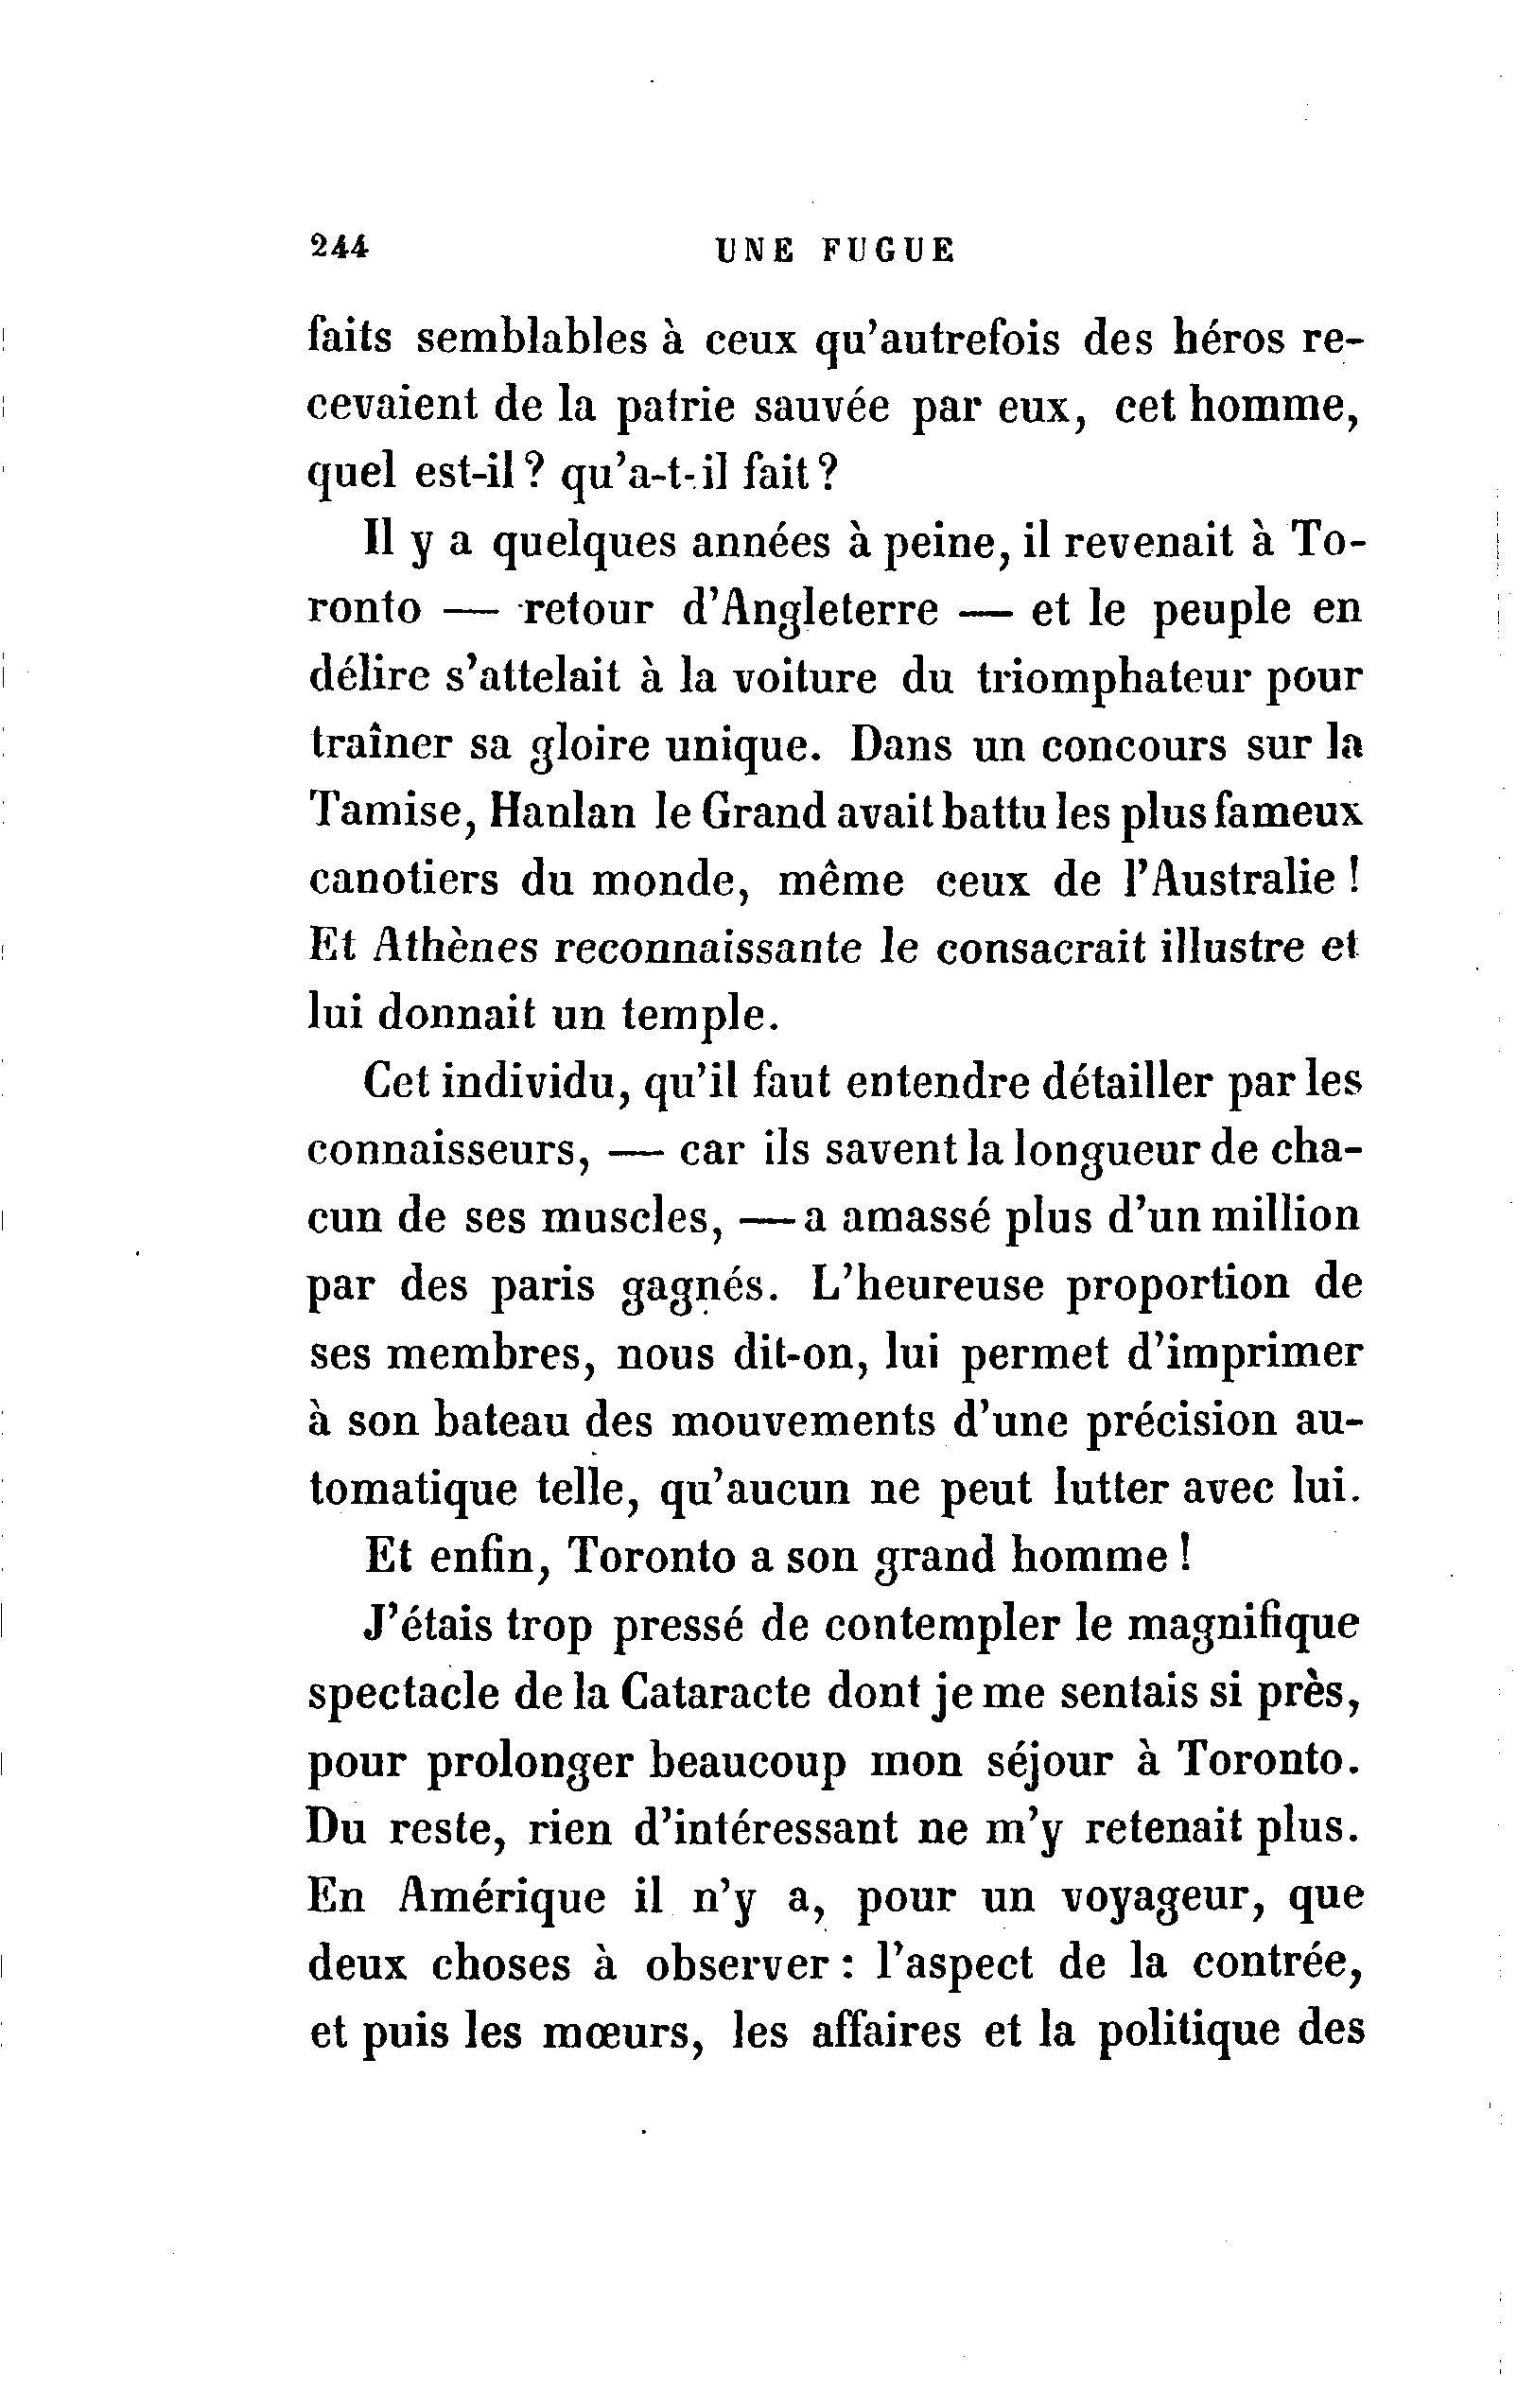 244 UNE FUGUE
faits semblables à ceux qu'autrefois des héros re-
cevaient de la patrie sauvée par eux, cet homme,
quel est-il ? qu'a-t-il fait ?
Il y a quelques années à peine, il revenait à To-
ronto — retour d'Angleterre — et le peuple en
délire s'attelait à la voiture du triomphateur pour
traîner sa gloire unique. Dans un concours sur la
Tamise, Hanlan le Grand avait battu les plus fameux
canotiers du monde, même ceux de l'Australie !
Et Athènes reconnaissante le consacrait illustre et
lui donnait un temple.
Cet individu, qu'il faut entendre détailler par les
connaisseurs, — car ils savent la longueur de cha-
cun de ses muscles, — a amassé plus d'un million
par des paris gagnés. L'heureuse proportion de
ses membres, nous dit-on, lui permet d'imprimer
à son bateau des mouvements d'une précision au-
tomatique telle, qu'aucun ne peut lutter avec lui.
Et enfin, Toronto a son grand homme !
J'étais trop pressé de contempler le magnifique
spectacle de la Cataracte dont je me sentais si près,
pour prolonger beaucoup mon séjour à Toronto.
Du reste, rien d'intéressant ne m'y retenait plus.
En Amérique il n'y a, pour un voyageur, que
deux choses à observer : l'aspect de la contrée,
et puis les mœurs, les affaires et la politique des